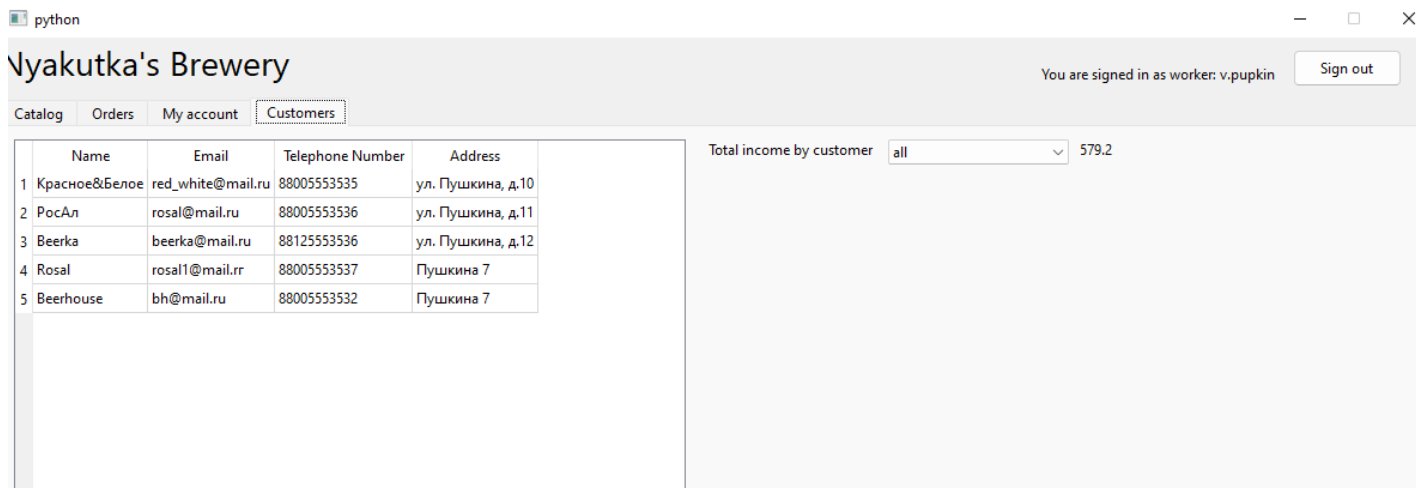 python
Nyakutka's Brewery
You are signed in as worker: v.pupkin Sign out
Catalog Orders My account Customers
Name Email Telephone Number Address
1 Красное&Белое red_white@mail.ru 88005553535 ул. Пушкина, д.10
2 РосАл rosal@mail.ru 88005553536 ул. Пушкина, д.11
3 Beerka beerka@mail.ru 88125553536 ул. Пушкина, д.12
4 Rosal rosal1@mail.rr 88005553537 Пушкина 7
5 Beerhouse bh@mail.ru 88005553532 Пушкина 7
Total income by customer all 579.2